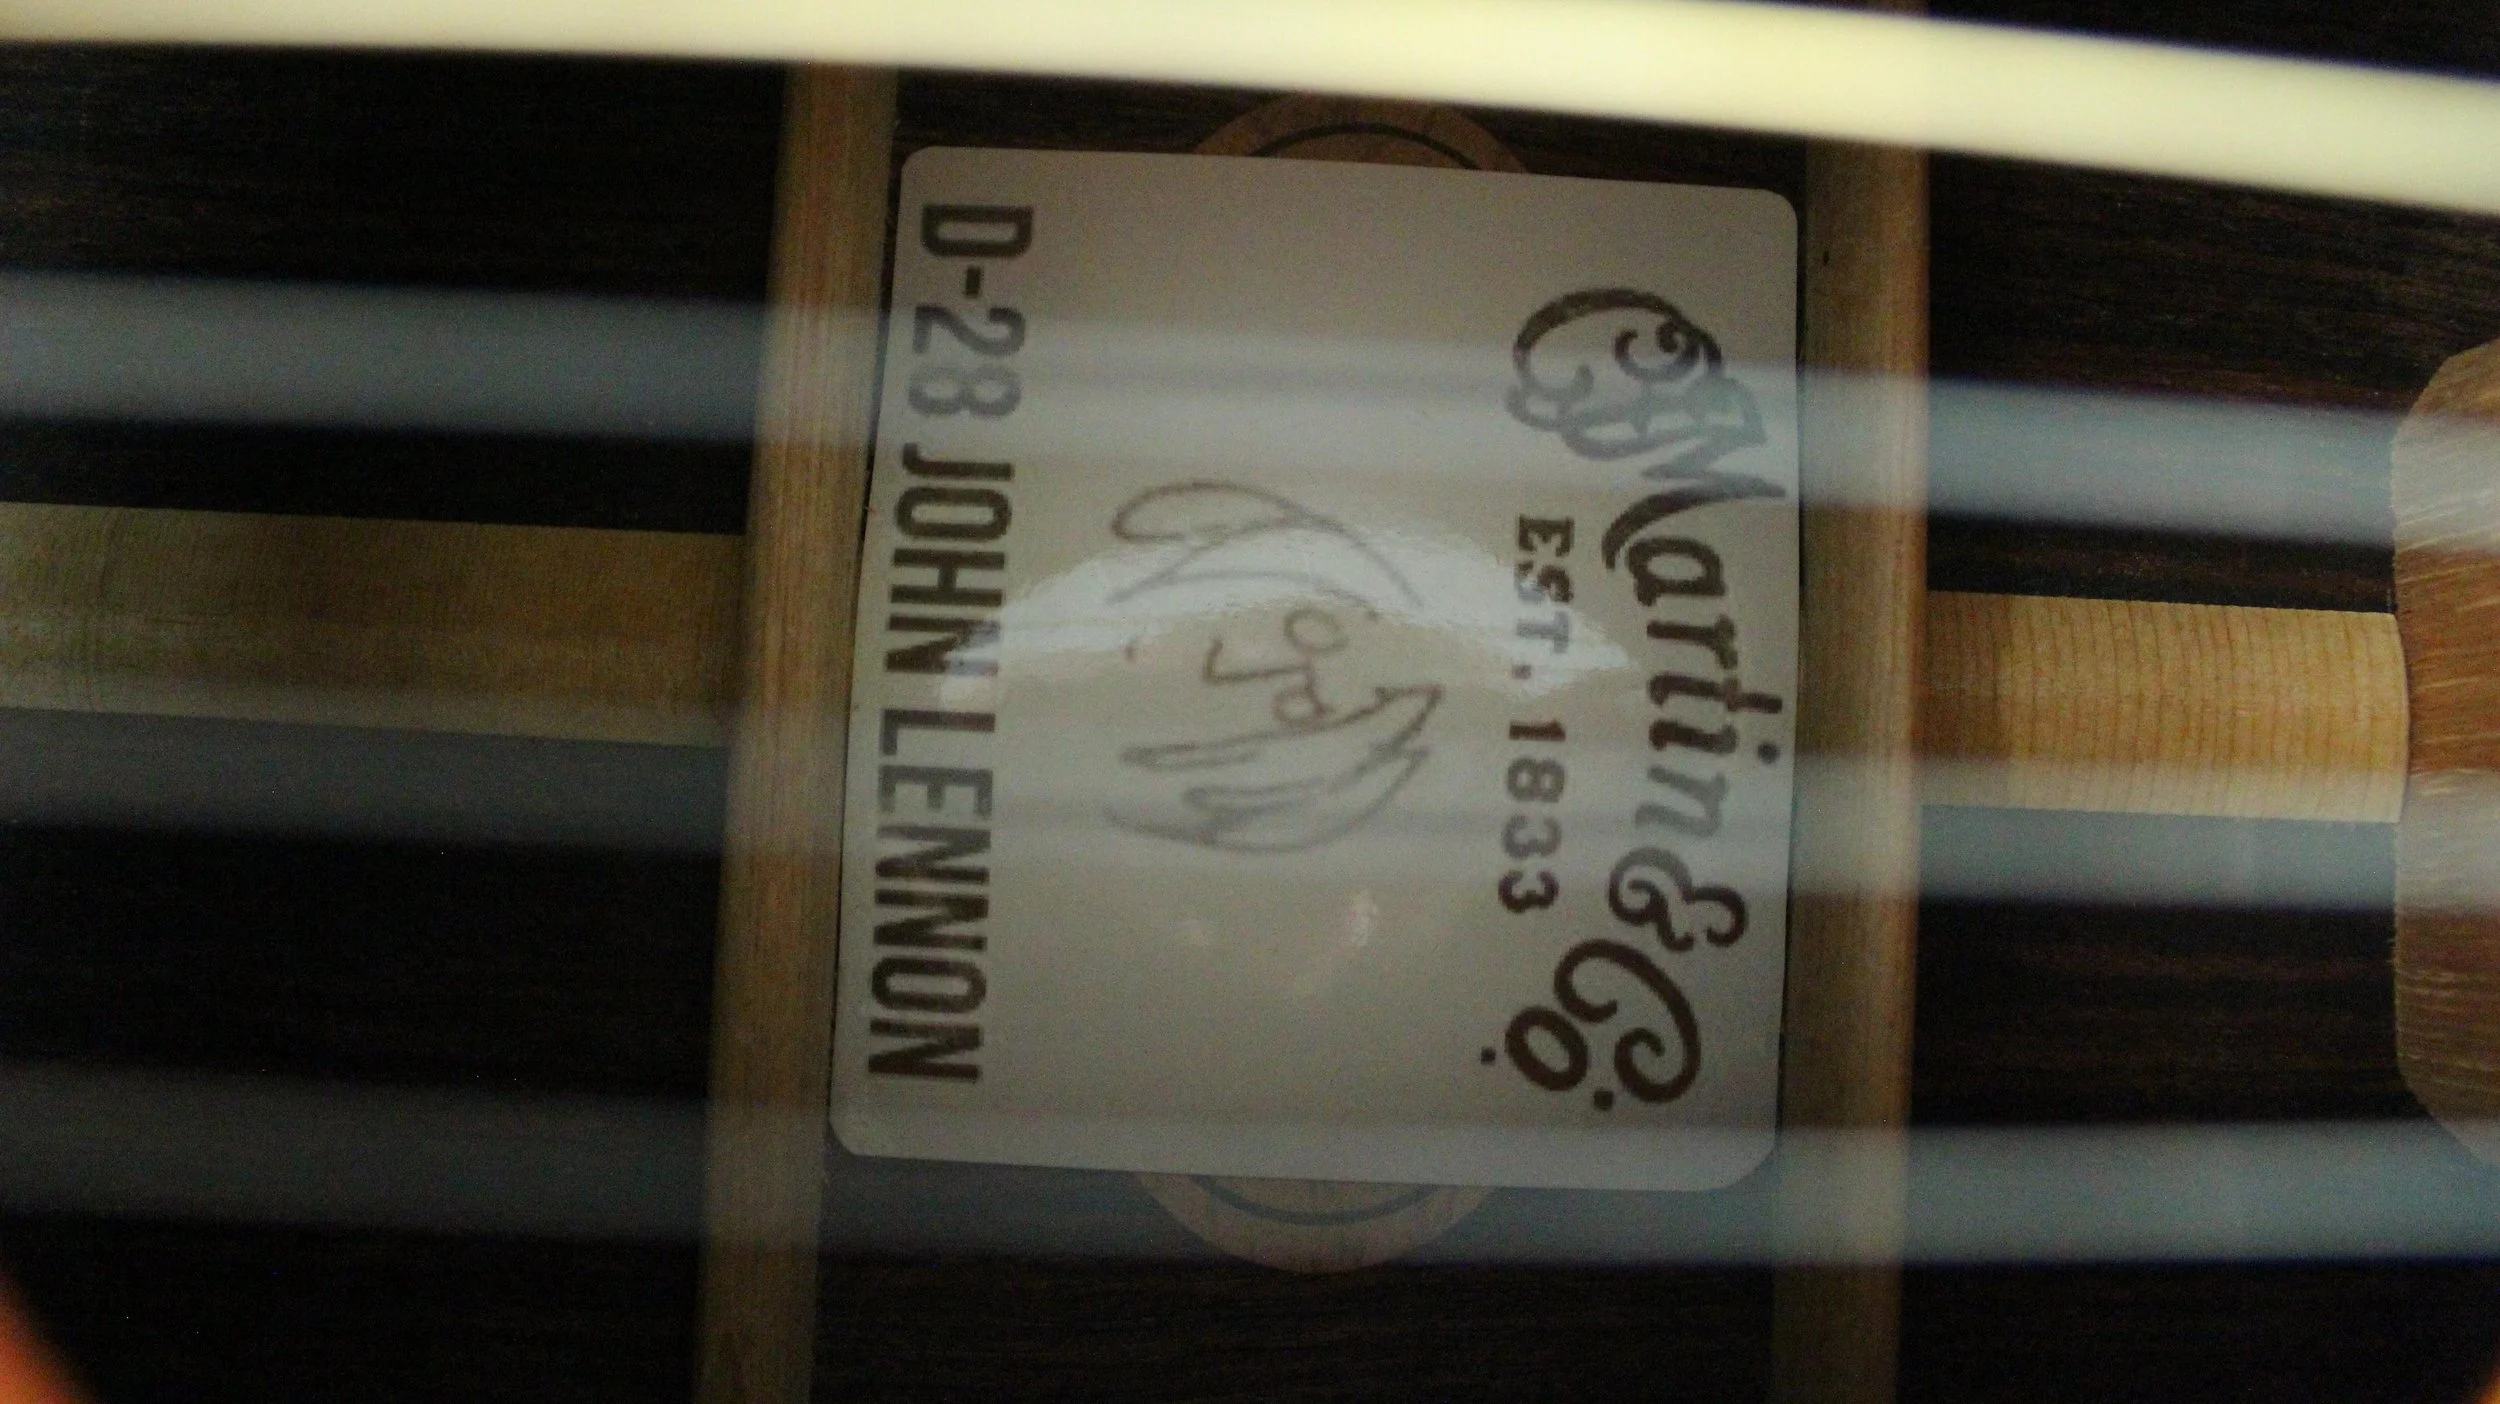 C.F. Martin & Co.
EST. 1833
D-28 JOHN LENNON